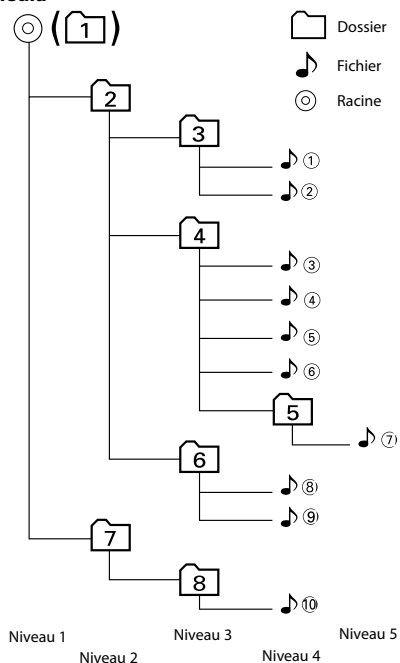 ( 1 )
Dossier
Fichier
Racine
2
3
①
②
4
③
④
⑤
⑥
5
⑦
6
⑧
⑨
7
8
⑩
Niveau 1
Niveau 2
Niveau 3
Niveau 4
Niveau 5